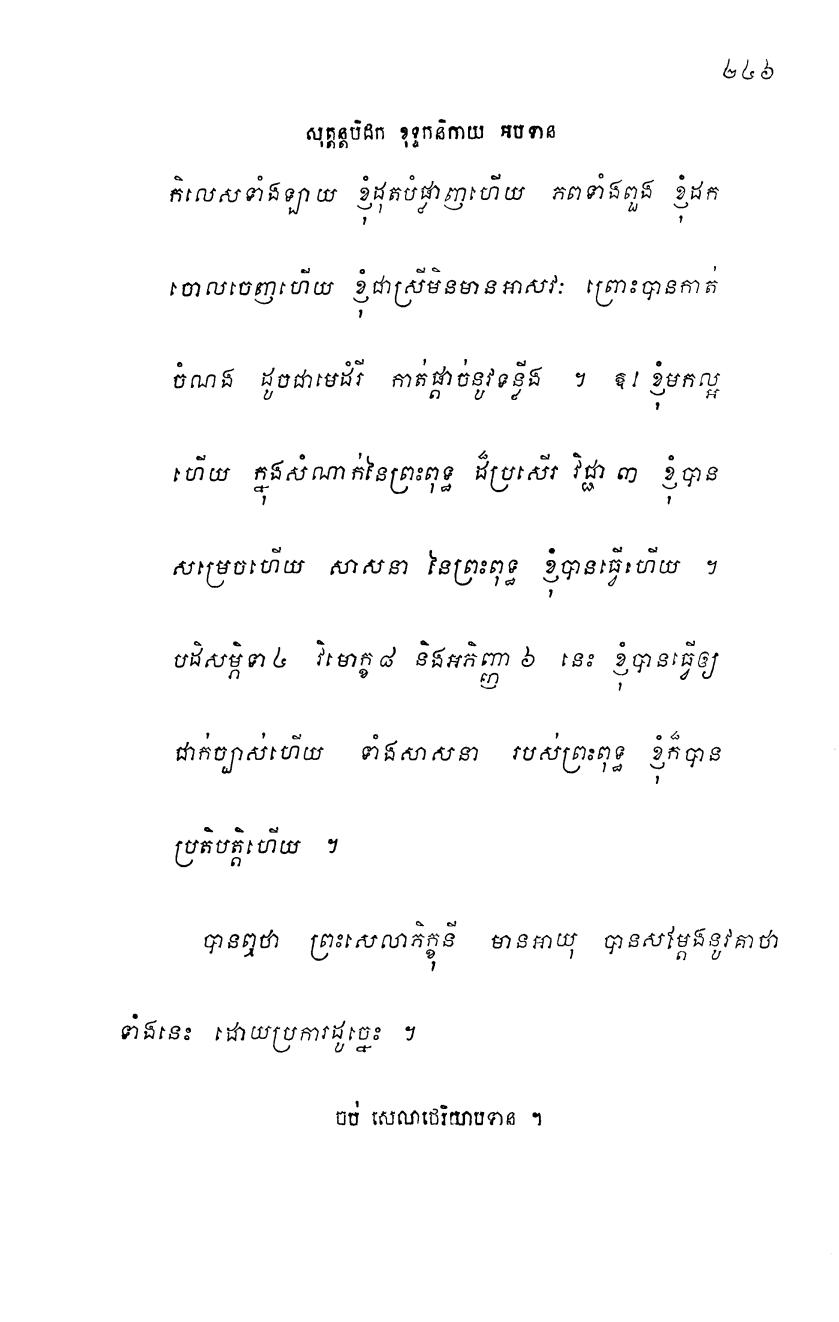 ២៤៦
សុត្តន្តបិដក ខុទ្ទកនិកាយ អបទាន
កិលេសទាំងឡាយ ខ្ញុំដុតបំផ្លាញហើយ ភពទាំងពួង ខ្ញុំដក
ចោលចេញហើយ ខ្ញុំជាស្រីមិនមានអាសវៈ ព្រោះបានកាត់
ចំណង ដូចជាមេដំរី កាត់ផ្តាច់នូវទន្លីង ។ ឱ! ខ្ញុំមកល្អ
ហើយ ក្នុងសំណាក់នៃព្រះពុទ្ធ ដ៏ប្រសើរ វិជ្ជា ៣ ខ្ញុំបាន
សម្រេចហើយ សាសនា នៃព្រះពុទ្ធ ខ្ញុំបានធ្វើហើយ ។
បដិសម្ភិទា ៤ វិមោក្ខ ៨ និងអភិញ្ញា ៦ នេះ ខ្ញុំបានធ្វើឲ្យ
ជាក់ច្បាស់ហើយ ទាំងសាសនា របស់ព្រះពុទ្ធ ខ្ញុំក៏បាន
ប្រតិបត្តិហើយ ។
បានឮថា ព្រះសេលាភិក្ខុនី មានអាយុ បានសម្តែងនូវគាថា
ទាំងនេះ ដោយប្រការដូច្នេះ ។
ចប់ សេលាថេរិយាបទាន ។